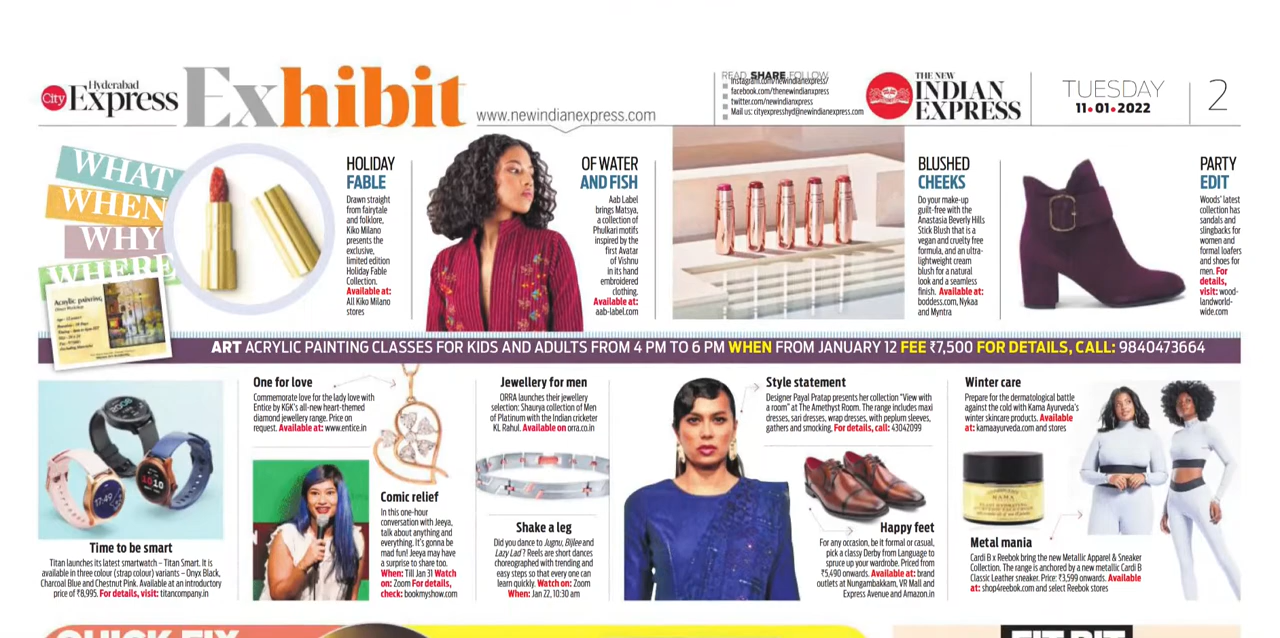 City
Hyderabad
Express
Exhibit
www.newindianexpress.com
READ SHARE FOLLOW
instagram.com/newindianexpress/
facebook.com/thenewindianxpress
twitter.com/newindianxpress
Mail us: cityexpresshyd@newindianexpress.com
THE NEW
INDIAN
EXPRESS
TUESDAY
11•01•2022
2
WHAT
WHEN
WHY
WHERE
Acrylic painting
HOLIDAY
FABLE
Drawn straight
from fairytale
and folklore,
Kiko Milano
presents the
exclusive,
limited edition
Holiday Fable
Collection.
Available at:
All Kiko Milano
stores
OF WATER
AND FISH
Aab Label
brings Matsya,
a collection of
Phulkari motifs
inspired by the
first Avatar
of Vishnu
in its hand
embroidered
clothing.
Available at:
aab-label.com
BLUSHED
CHEEKS
Do your make-up
guilt-free with the
Anastasia Beverly Hills
Stick Blush that is a
vegan and cruelty free
formula, and an ultra-
lightweight cream
blush for a natural
look and a seamless
finish. Available at:
boddess.com, Nykaa
and Myntra
PARTY
EDIT
Woods' latest
collection has
sandals and
slingbacks for
women and
formal loafers
and shoes for
men. For
details,
visit: wood-
landworld-
wide.com
ART ACRYLIC PAINTING CLASSES FOR KIDS AND ADULTS FROM 4 PM TO 6 PM WHEN FROM JANUARY 12 FEE ₹7,500 FOR DETAILS, CALL: 9840473664
Time to be smart
Titan launches its latest smartwatch – Titan Smart. It is
available in three colour (strap colour) variants – Onyx Black,
Charcoal Blue and Chestnut Pink. Available at an introductory
price of ₹8,995. For details, visit: titancompany.in
One for love
Commemorate love for the lady love with
Entice by KGK's all-new heart-themed
diamond jewellery range. Price on
request. Available at: www.entice.in
Comic relief
In this one-hour
conversation with Jeeya,
talk about anything and
everything. It's gonna be
mad fun! Jeeya may have
a surprise to share too.
When: Till Jan 31 Watch
on: Zoom For details,
check: bookmyshow.com
Jewellery for men
ORRA launches their jewellery
selection: Shaurya collection of Men
of Platinum with the Indian cricketer
KL Rahul. Available on orra.co.in
Shake a leg
Did you dance to Jugnu, Bijlee and
Lazy Lad? Reels are short dances
choreographed with trending and
easy steps so that every one can
learn quickly. Watch on: Zoom
When: Jan 22, 10:30 am
Style statement
Designer Payal Pratap presents her collection "View with
a room" at The Amethyst Room. The range includes maxi
dresses, sari dresses, wrap dresses, with peplum sleeves,
gathers and smocking. For details, call: 43042099
Happy feet
For any occasion, be it formal or casual,
pick a classy Derby from Language to
spruce up your wardrobe. Priced from
₹5,490 onwards. Available at: brand
outlets at Nungambakkam, VR Mall and
Express Avenue and Amazon.in
Winter care
Prepare for the dermatological battle
against the cold with Kama Ayurveda's
winter skincare products. Available
at: kamaayurveda.com and stores
KAMA
Metal mania
Cardi B x Reebok bring the new Metallic Apparel & Sneaker
Collection. The range is anchored by a new metallic Cardi B
Classic Leather sneaker. Price: ₹3,599 onwards. Available
at: shop4reebok.com and select Reebok stores
QUICK FIX